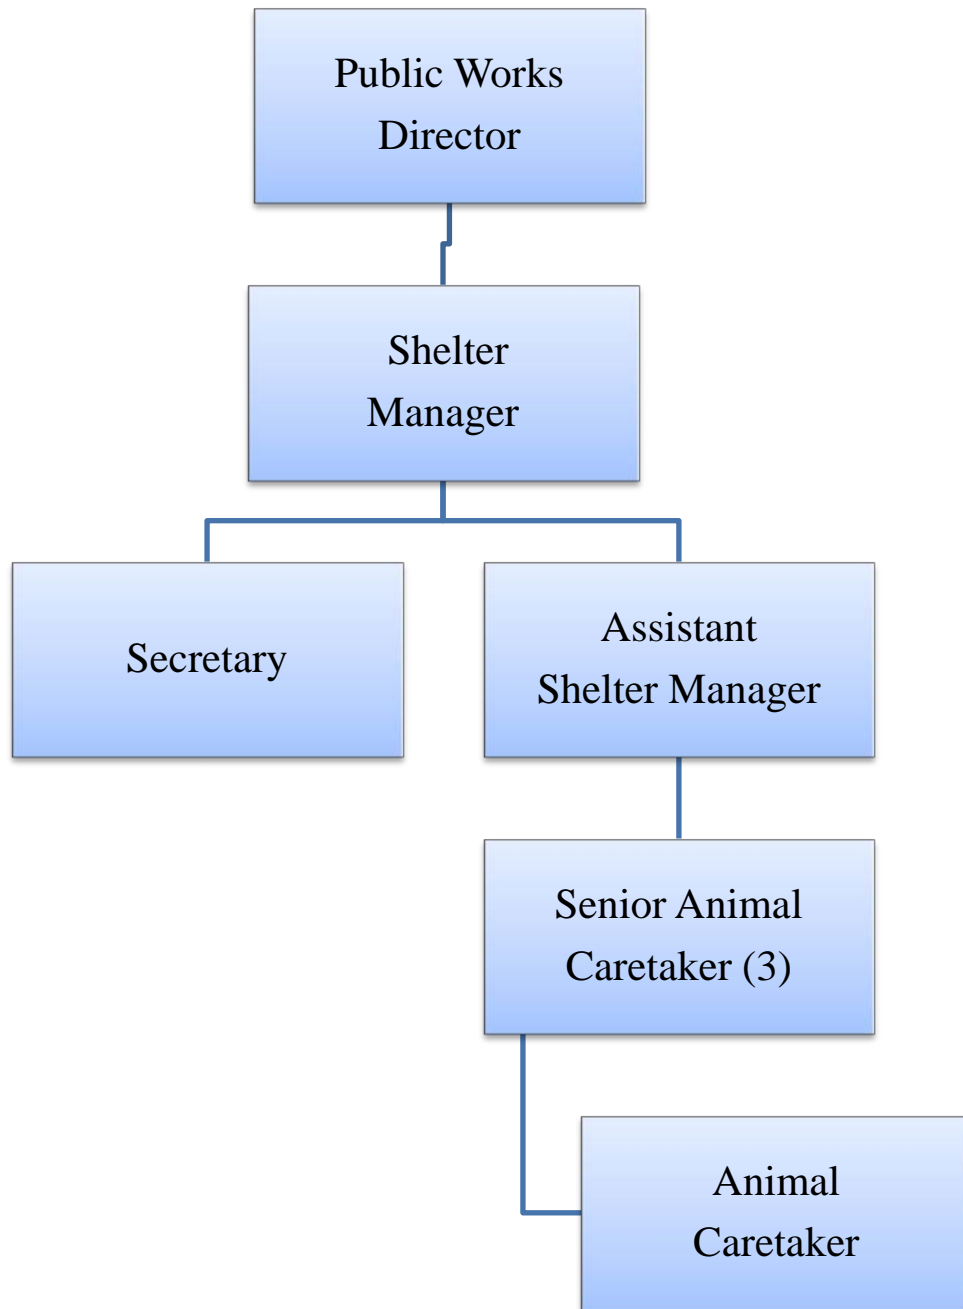 Public Works
Director
Shelter
Manager
Secretary
Assistant
Shelter Manager
Senior Animal
Caretaker (3)
Animal
Caretaker